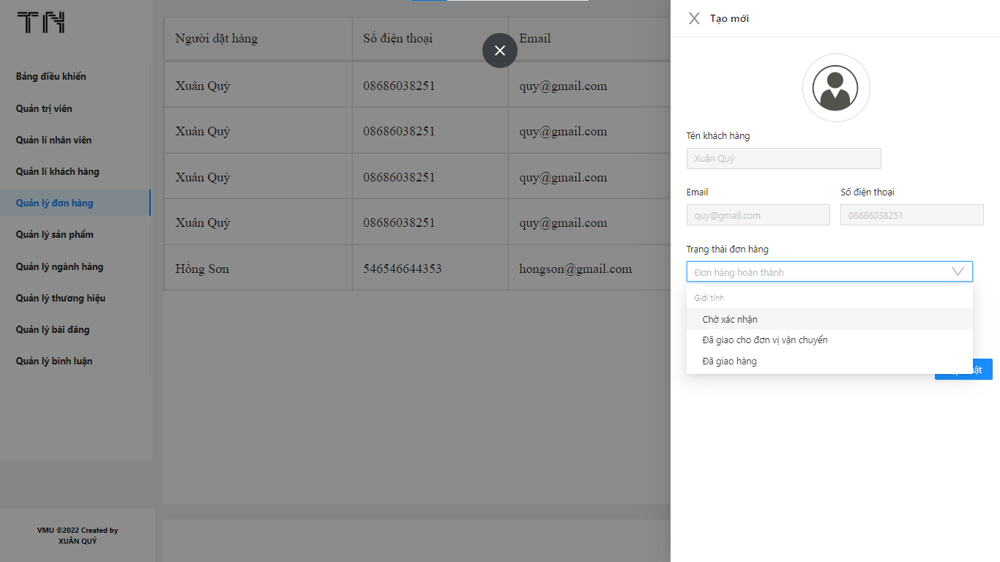 TN
Bảng điều khiển
Quản trị viên
Quản lí nhân viên
Quản lí khách hàng
Quản lý đơn hàng
Quản lý sản phẩm
Quản lý ngành hàng
Quản lý thương hiệu
Quản lý bài đăng
Quản lý bình luận
VMU ©2022 Created by
XUÂN QUÝ
Người dặt hàng Số điện thoại Email
Xuân Quý 08686038251 quy@gmail.com
Xuân Quý 08686038251 quy@gmail.com
Xuân Quý 08686038251 quy@gmail.com
Xuân Quý 08686038251 quy@gmail.com
Hồng Sơn 546546644353 hongson@gmail.com
Tạo mới
Tên khách hàng
Xuân Quý
Email Số điện thoại
quy@gmail.com 08686038251
Trạng thái đơn hàng
Đơn hàng hoàn thành
Giới tính
Chờ xác nhận
Đã giao cho đơn vị vận chuyển
Đã giao hàng